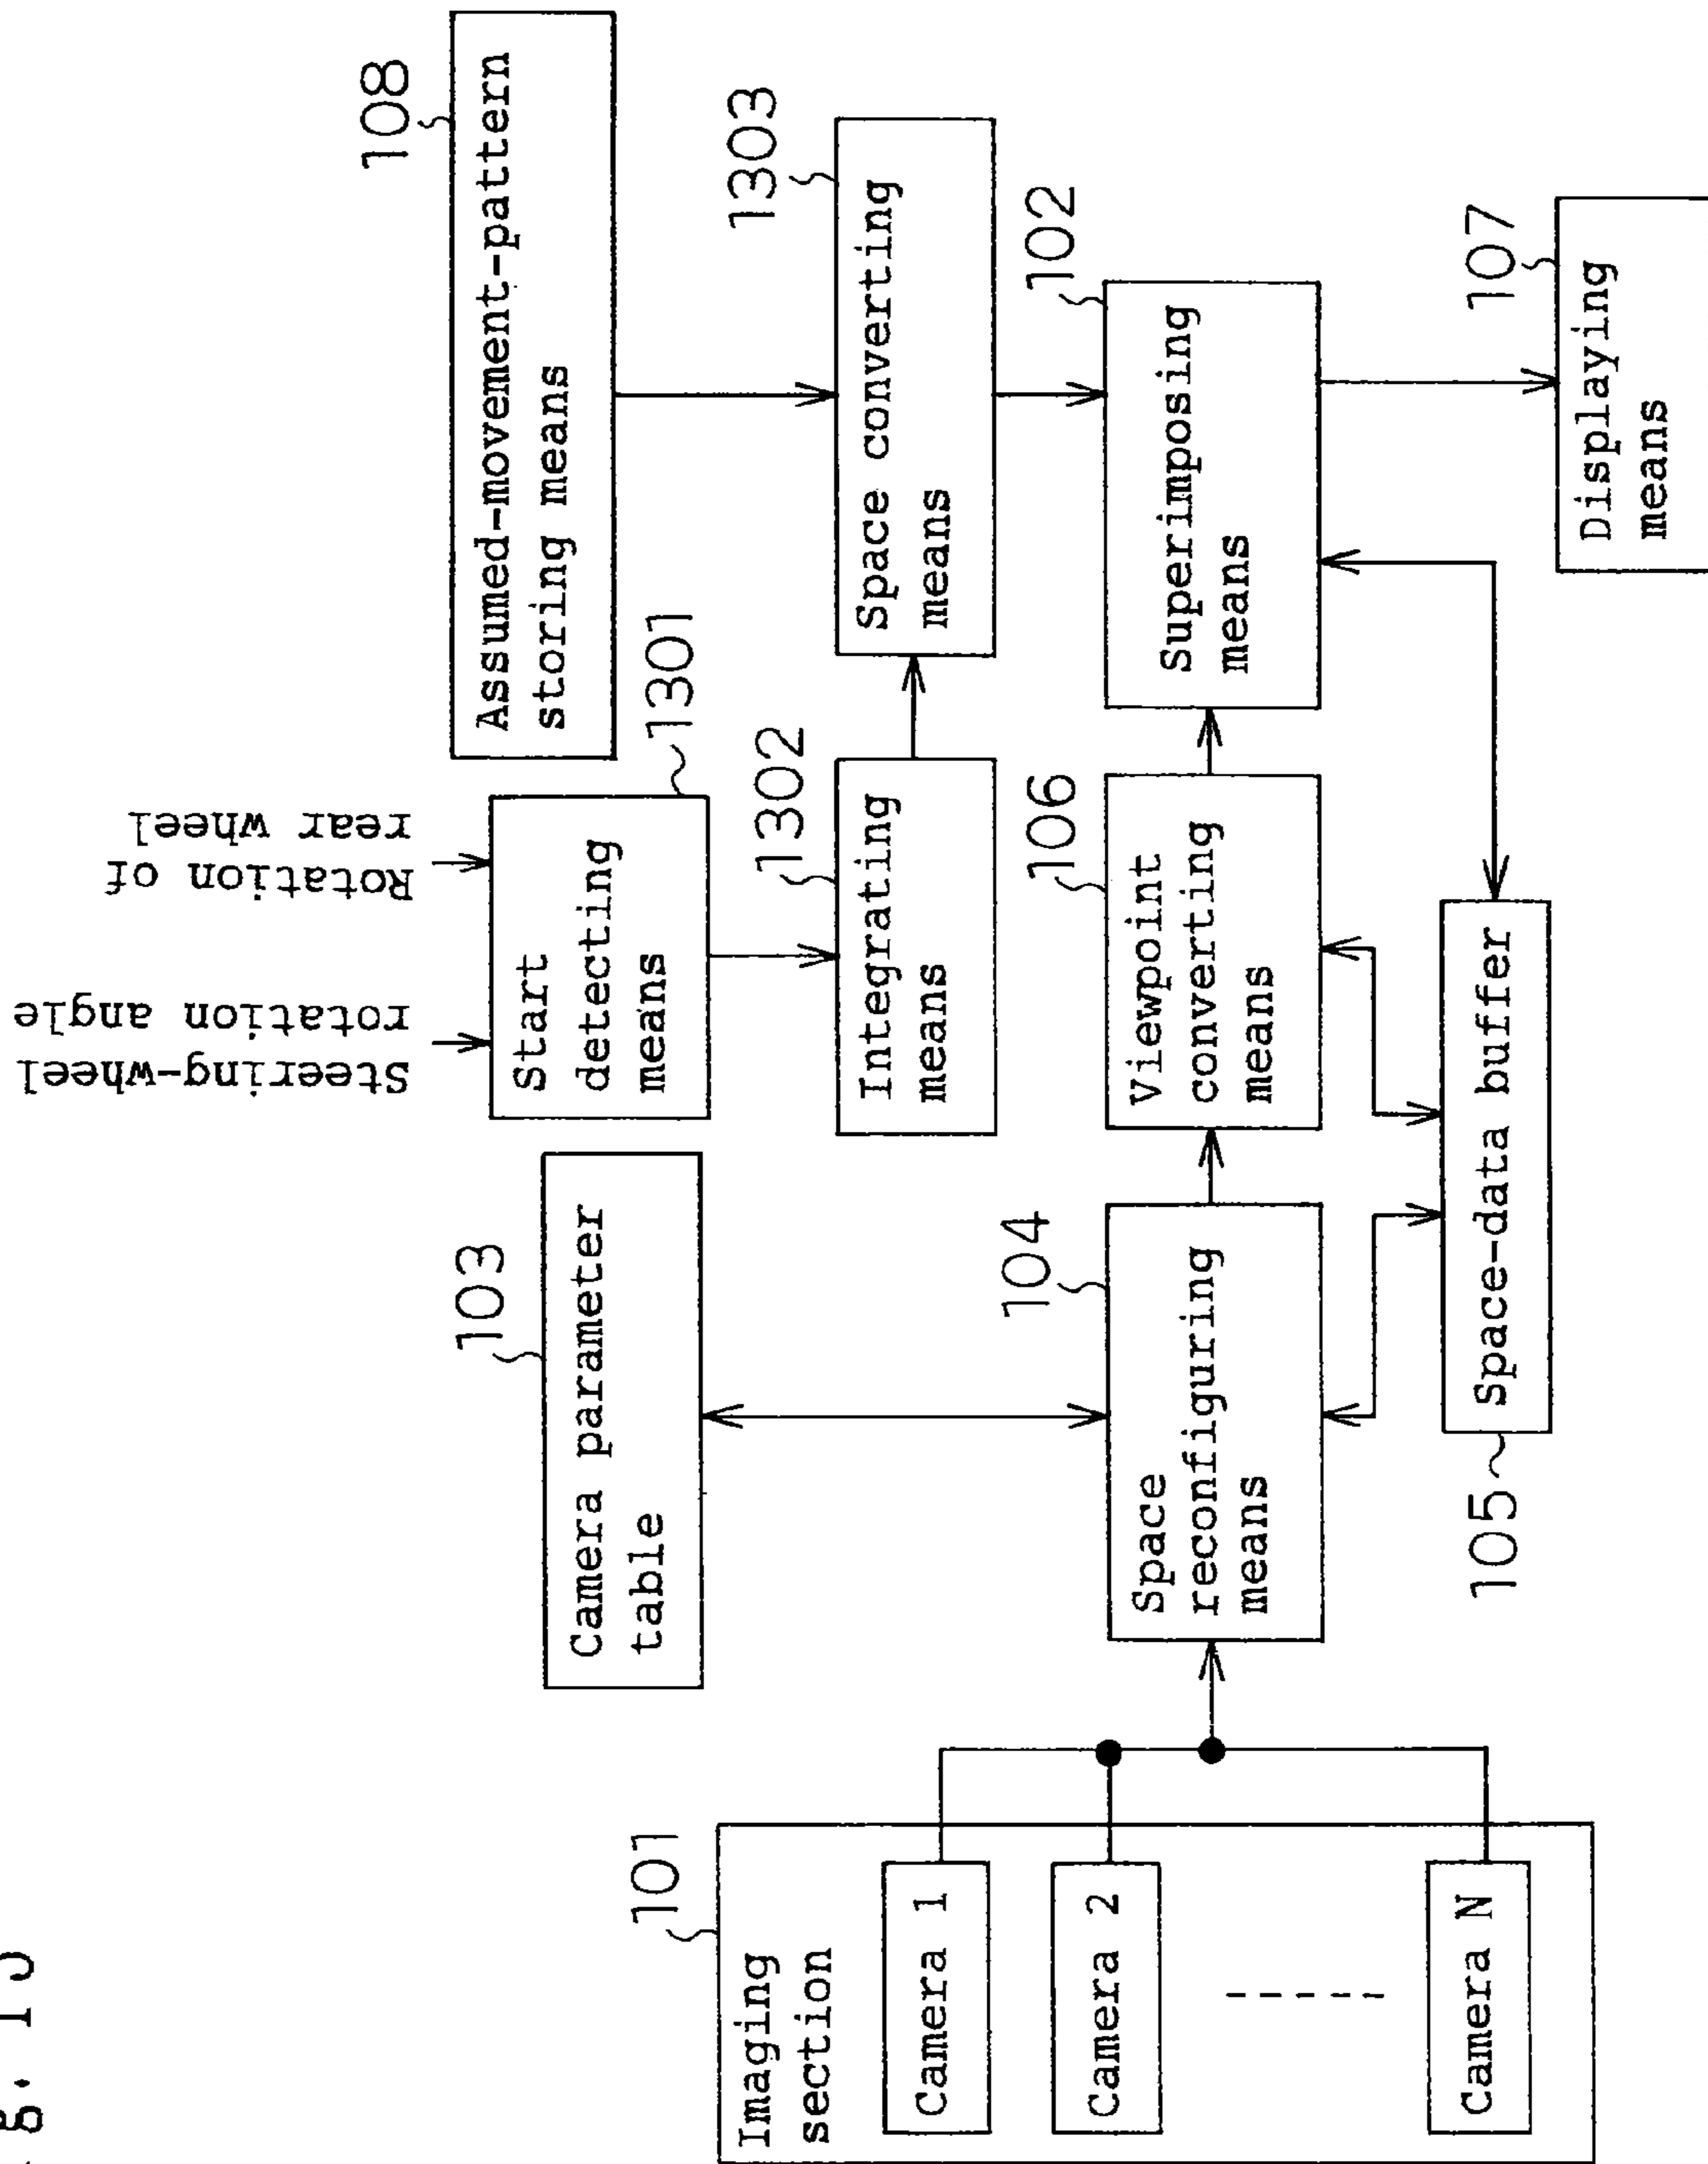 g. 13
Steering-wheel
rotation angle
Rotation of
rear wheel
108
Assumed-movement-pattern
storing means
103
Camera parameter
table
Start
detecting
means
1301
1302
Integrating
means
1303
Space converting
means
101
Imaging
section
Camera 1
Camera 2
Camera N
104
Space
reconfiguring
means
106
Viewpoint
converting
means
102
Superimposing
means
105
Space-data buffer
107
Displaying
means